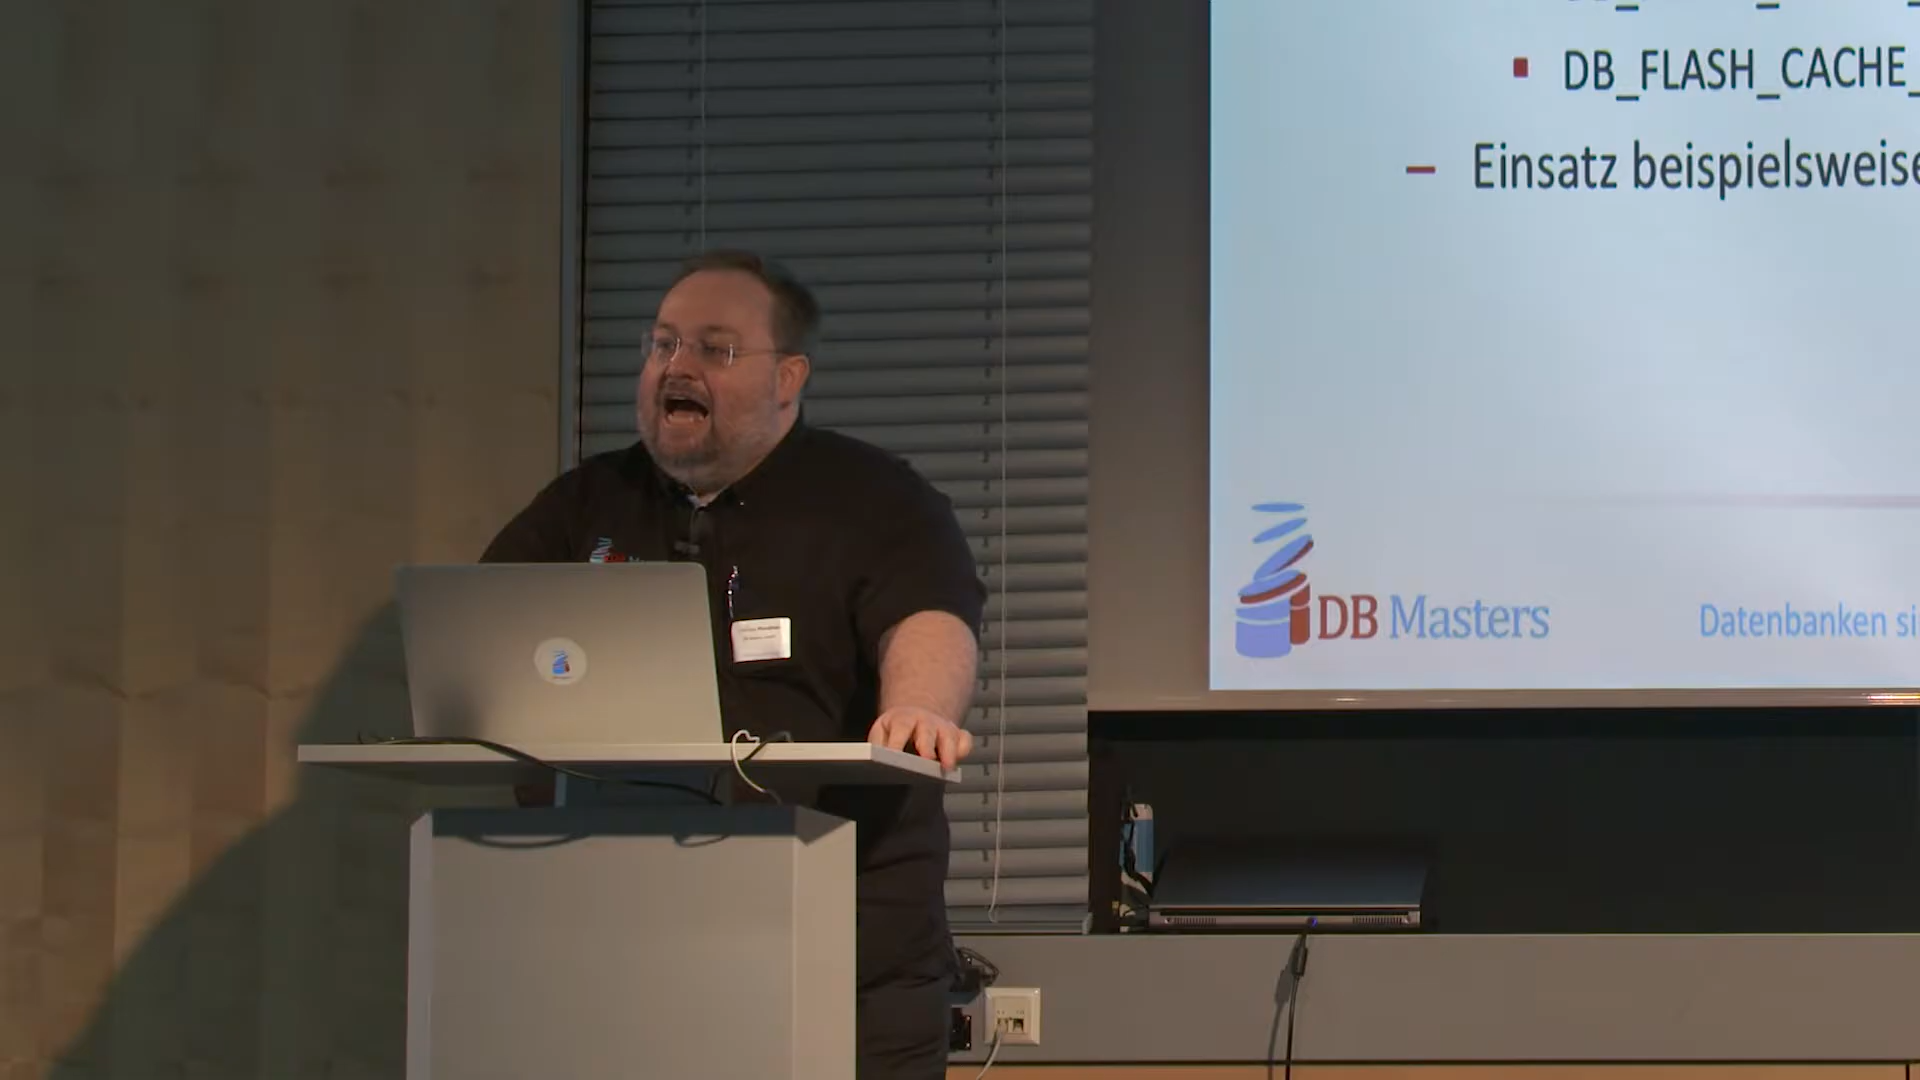 DB_FLASH_CACHE_
– Einsatz beispielsweise
DB Masters
Datenbanken si